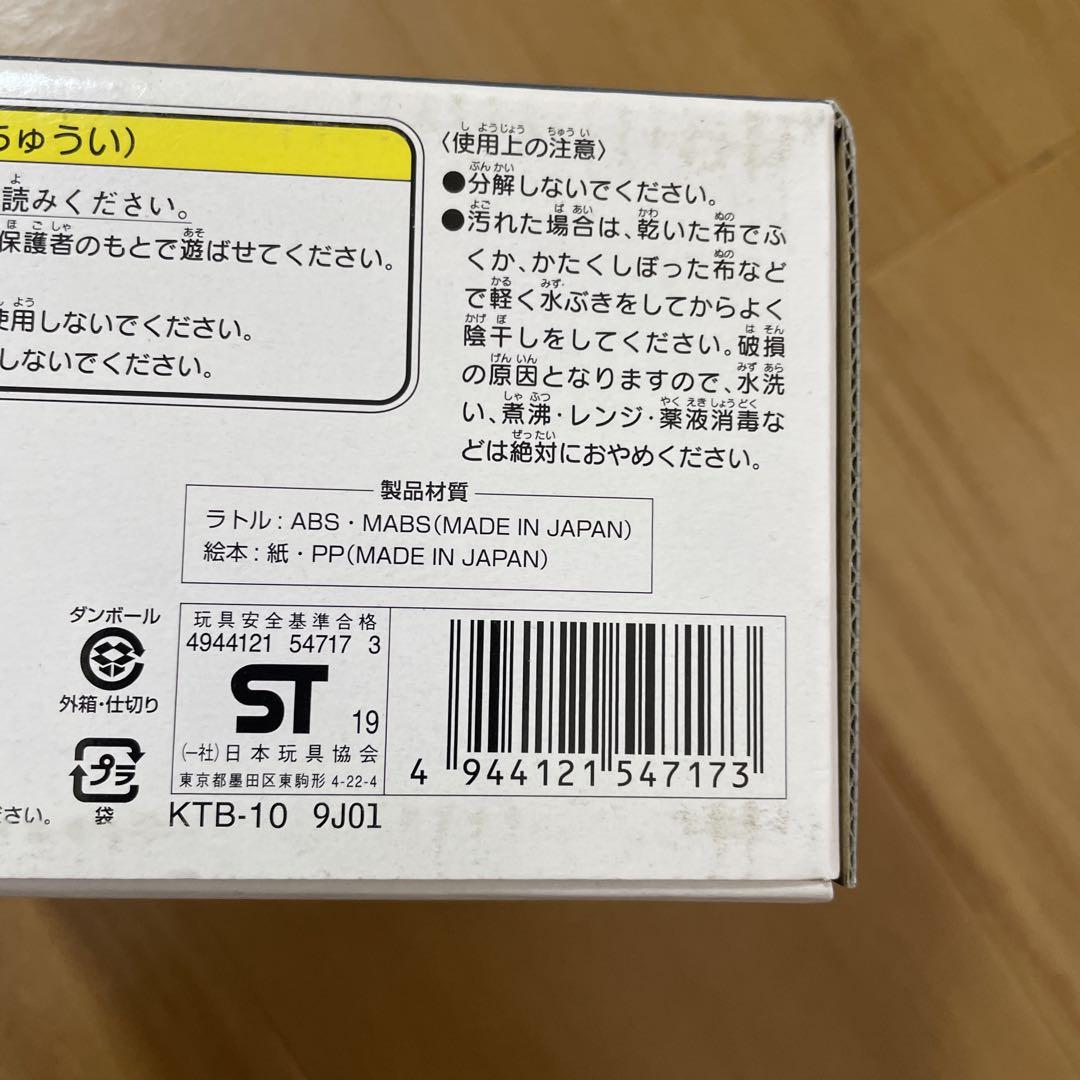 ちゅうい）
読みください。
保護者のもとで遊ばせてください。
使用しないでください。
しないでください。
〈使用上の注意〉
●分解しないでください。
●汚れた場合は、乾いた布でふ
くか、かたくしぼった布など
で軽く水ぶきをしてからよく
陰干しをしてください。破損
の原因となりますので、水洗
い、煮沸・レンジ・薬液消毒な
どは絶対におやめください。
製品材質
ラトル：ABS・MABS(MADE IN JAPAN)
絵本：紙・PP(MADE IN JAPAN)
ダンボール
外箱・仕切り
プラ
袋
ださい。
玩具安全基準合格
4944121 54717 3
ST 19
(一社)日本玩具協会
東京都墨田区東駒形 4-22-4
KTB-10 9J01
4 944121 547173